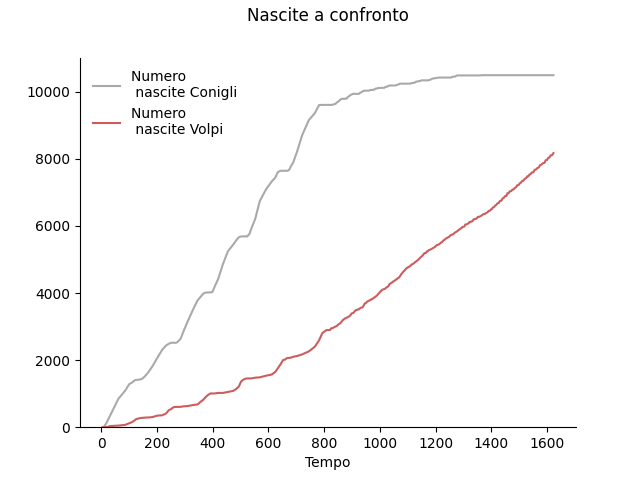 Nascite a confronto
Numero
nascite Conigli
Numero
nascite Volpi
10000
8000
6000
4000
2000
0
0 200 400 600 800 1000 1200 1400 1600
Tempo